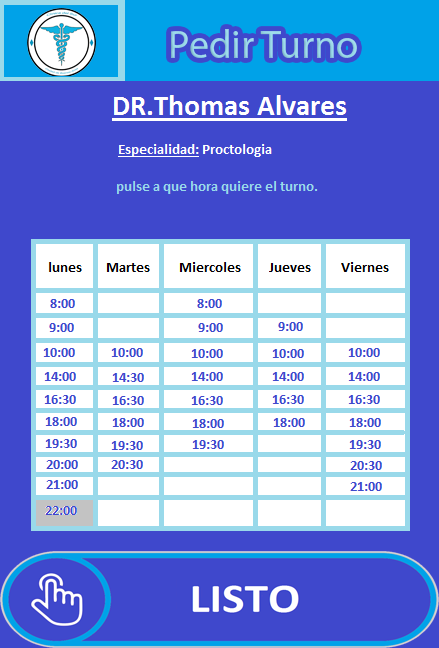 Pedir Turno
DR.Thomas Alvares
Especialidad: Proctologia
pulse a que hora quiere el turno.
lunes Martes Miercoles Jueves Viernes
8:00 8:00
9:00 9:00 9:00
10:00 10:00 10:00 10:00 10:00
14:00 14:30 14:00 14:00 14:00
16:30 16:30 16:30 16:30 16:30
18:00 18:00 18:00 18:00 18:00
19:30 19:30 19:30 19:30
20:00 20:30 20:30
21:00 21:00
22:00
LISTO